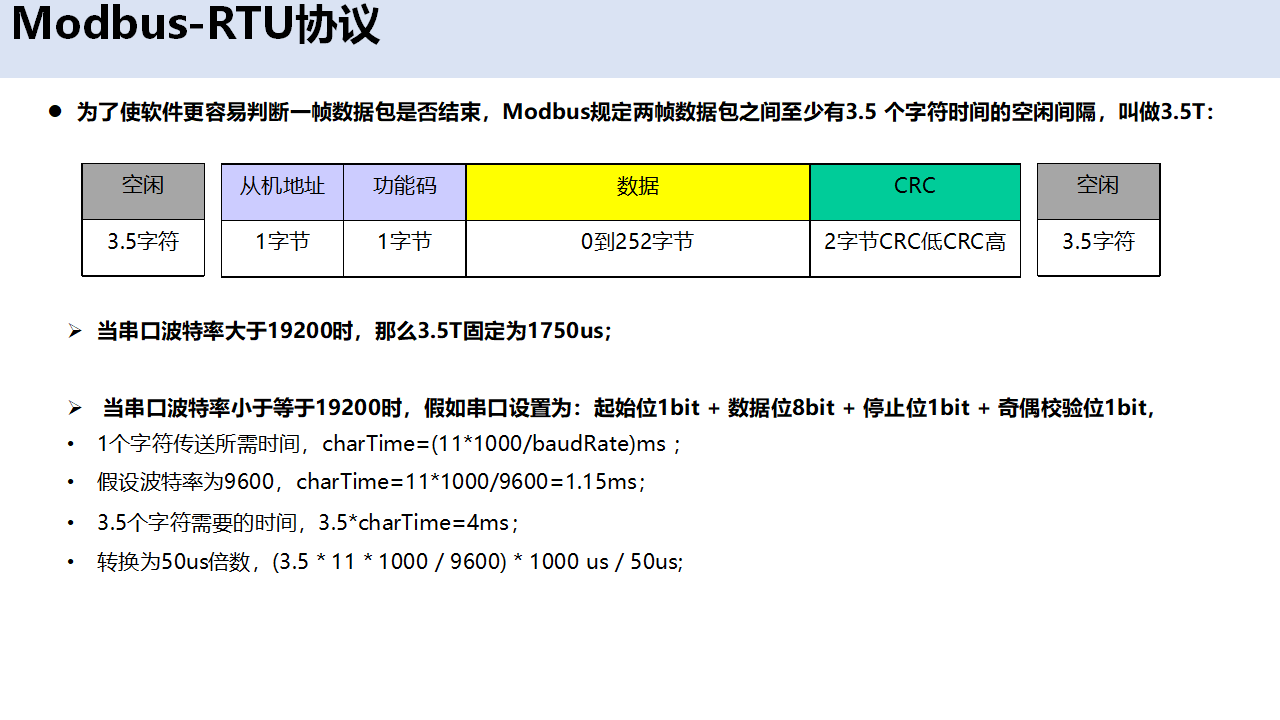 Modbus-RTU协议
● 为了使软件更容易判断一帧数据包是否结束，Modbus规定两帧数据包之间至少有3.5 个字符时间的空闲间隔，叫做3.5T：
空闲 从机地址 功能码 数据 CRC 空闲
3.5字符 1字节 1字节 0到252字节 2字节CRC低CRC高 3.5字符
➢ 当串口波特率大于19200时，那么3.5T固定为1750us；
➢ 当串口波特率小于等于19200时，假如串口设置为：起始位1bit + 数据位8bit + 停止位1bit + 奇偶校验位1bit，
• 1个字符传送所需时间，charTime=(11*1000/baudRate)ms ；
• 假设波特率为9600，charTime=11*1000/9600=1.15ms；
• 3.5个字符需要的时间，3.5*charTime=4ms；
• 转换为50us倍数，(3.5 * 11 * 1000 / 9600) * 1000 us / 50us;